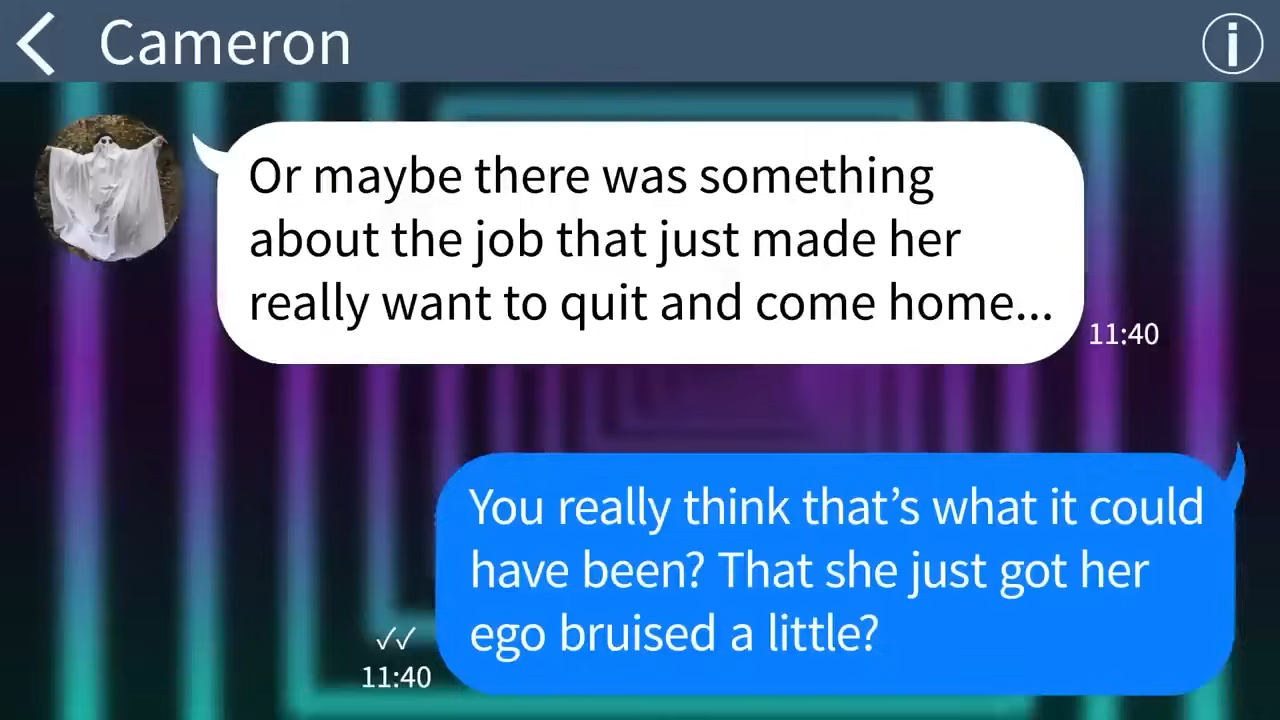 Cameron
Or maybe there was something
about the job that just made her
really want to quit and come home...
11:40
You really think that’s what it could
have been? That she just got her
ego bruised a little?
11:40